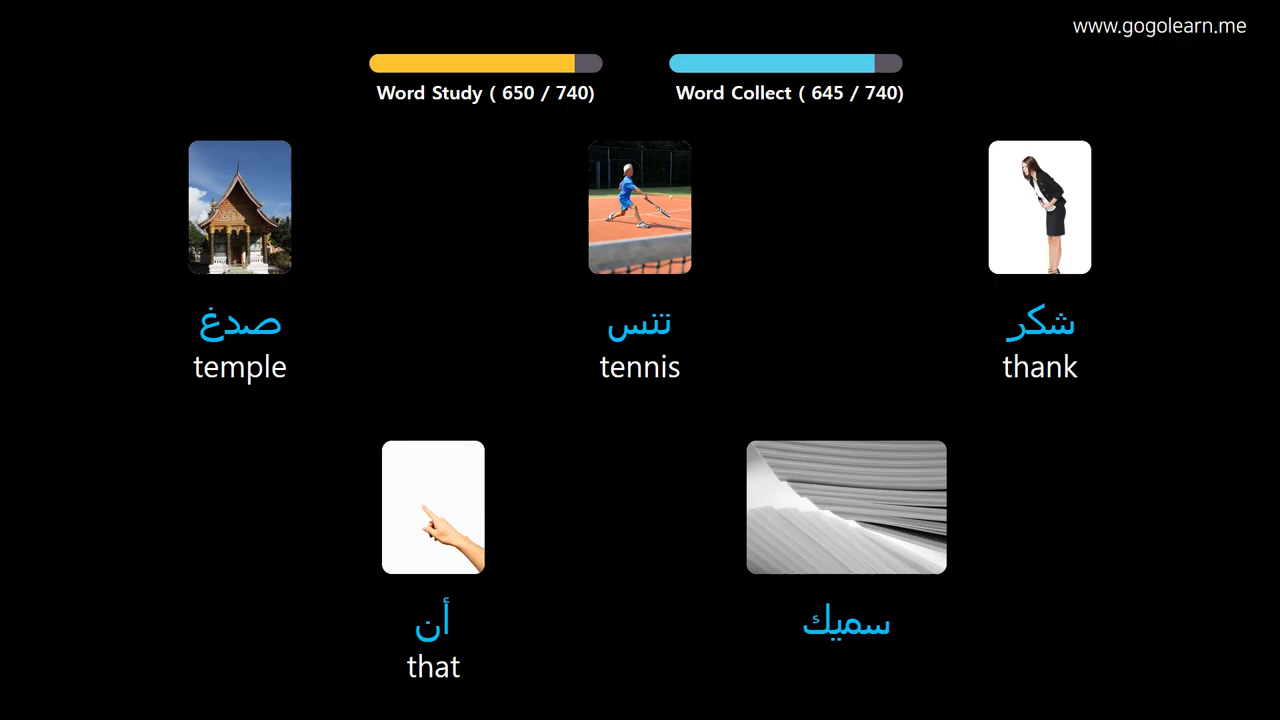 www.gogolearn.me
Word Study ( 650 / 740)
Word Collect ( 645 / 740)
صدغ
temple
تنس
tennis
شكر
thank
أن
that
سميك